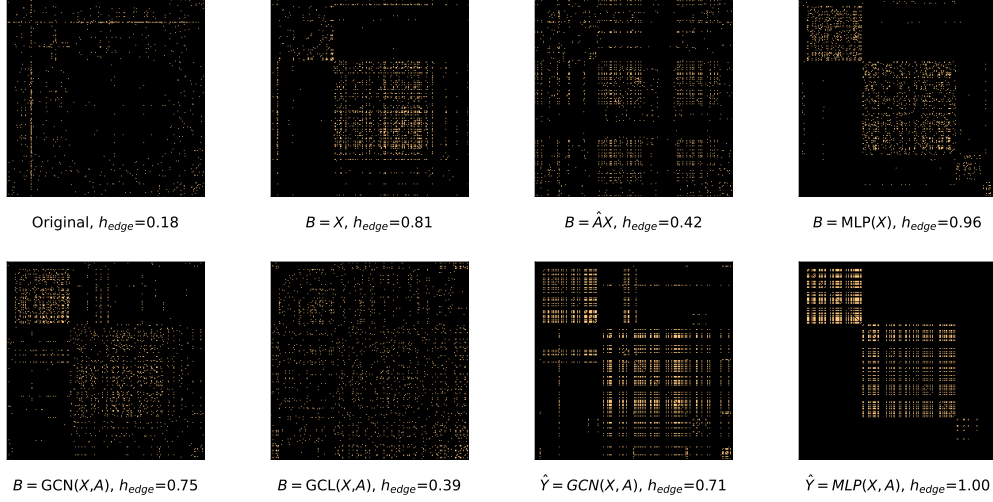 Original, h_edge=0.18
B = X, h_edge=0.81
B = ÂX, h_edge=0.42
B = MLP(X), h_edge=0.96
B = GCN(X,A), h_edge=0.75
B = GCL(X,A), h_edge=0.39
Ŷ = GCN(X, A), h_edge=0.71
Ŷ = MLP(X, A), h_edge=1.00